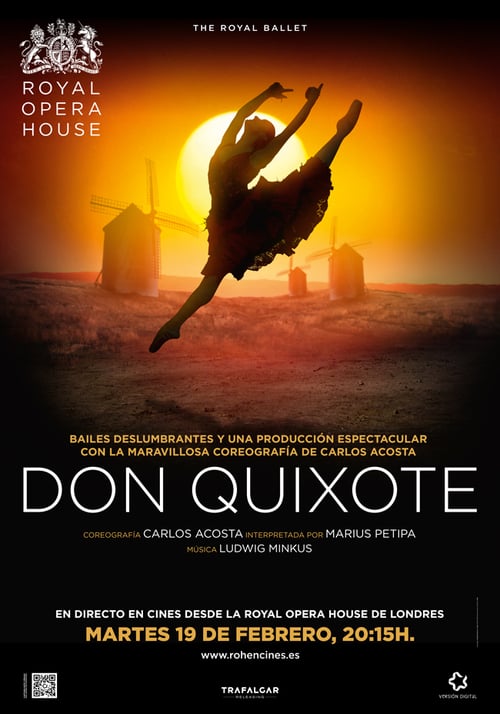 THE ROYAL BALLET
ROYAL
OPERA
HOUSE
BAILES DESLUMBRANTES Y UNA PRODUCCIÓN ESPECTACULAR
CON LA MARAVILLOSA COREOGRAFÍA DE CARLOS ACOSTA
DON QUIXOTE
COREOGRAFÍA CARLOS ACOSTA INTERPRETADA POR MARIUS PETIPA
MÚSICA LUDWIG MINKUS
EN DIRECTO EN CINES DESDE LA ROYAL OPERA HOUSE DE LONDRES
MARTES 19 DE FEBRERO, 20:15H.
www.rohencines.es
TRAFALGAR
RELEASING
VERSIÓN DIGITAL